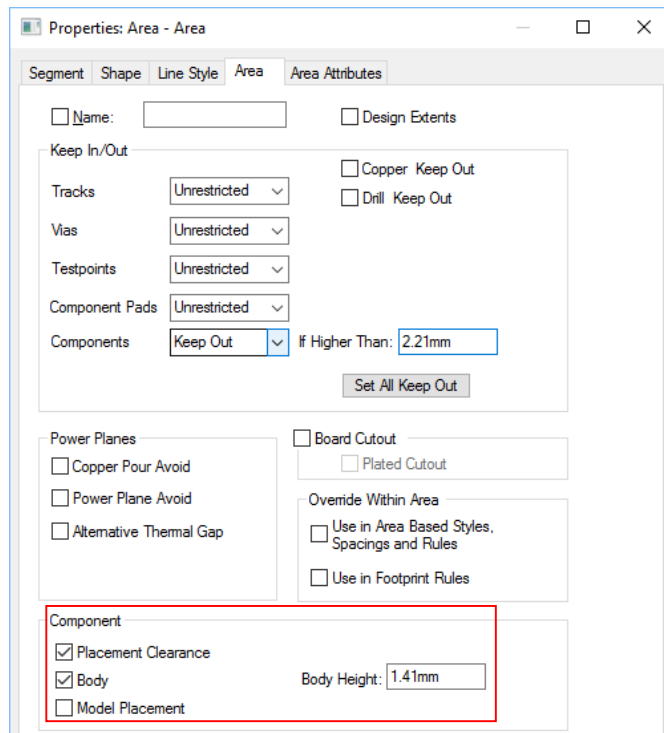 Properties: Area - Area
Segment Shape Line Style Area Area Attributes
Name: Design Extents
Keep In/Out
Copper Keep Out
Tracks Unrestricted
Drill Keep Out
Vias Unrestricted
Testpoints Unrestricted
Component Pads Unrestricted
Components Keep Out If Higher Than: 2.21mm
Set All Keep Out
Power Planes
Board Cutout
Copper Pour Avoid
Plated Cutout
Power Plane Avoid
Override Within Area
Alternative Thermal Gap
Use in Area Based Styles,
Spacings and Rules
Use in Footprint Rules
Component
Placement Clearance
Body Body Height: 1.41mm
Model Placement